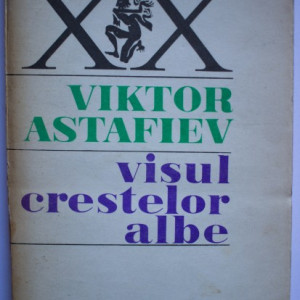 XX
VIKTOR
ASTAFIEV
visul
crestelor
albe